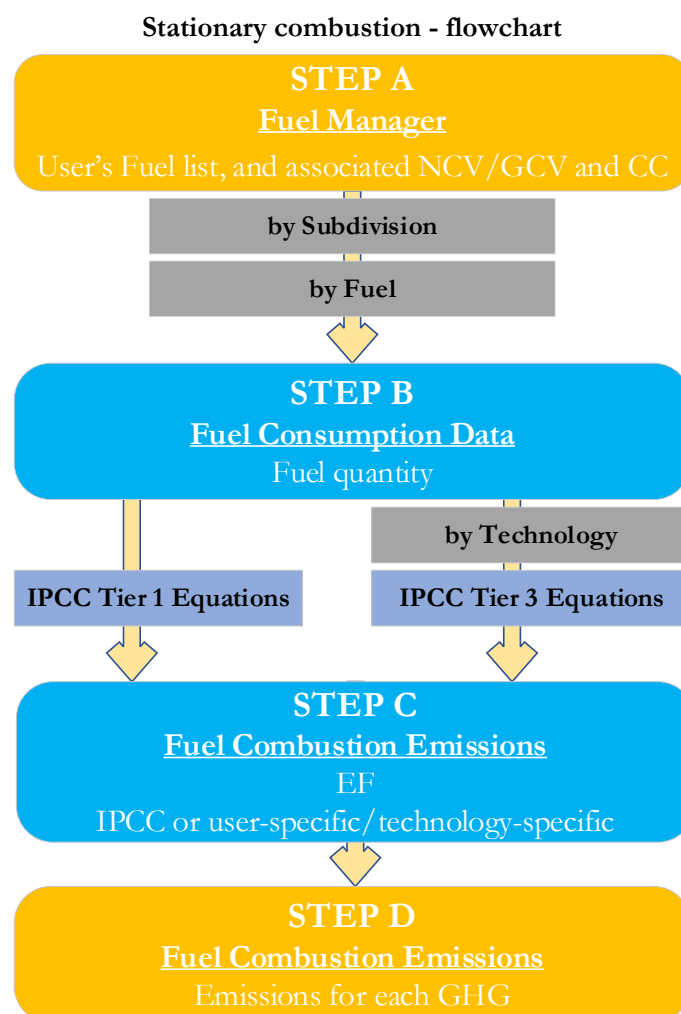 Stationary combustion - flowchart
STEP A
Fuel Manager
User’s Fuel list, and associated NCV/GCV and CC
by Subdivision
by Fuel
STEP B
Fuel Consumption Data
Fuel quantity
by Technology
IPCC Tier 1 Equations
IPCC Tier 3 Equations
STEP C
Fuel Combustion Emissions
EF
IPCC or user-specific/technology-specific
STEP D
Fuel Combustion Emissions
Emissions for each GHG